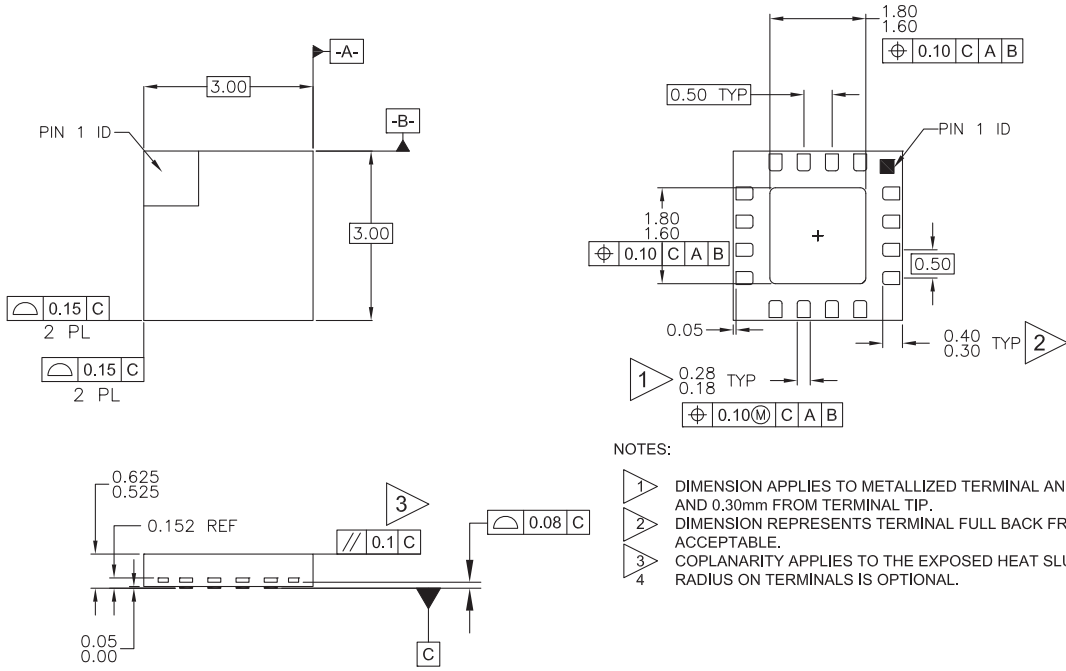 3.00
-A-
-B-
PIN 1 ID
3.00
0.15 C
2 PL
0.15 C
2 PL
1.80
1.60
⌖ 0.10 C A B
0.50 TYP
PIN 1 ID
1.80
1.60
⌖ 0.10 C A B
0.50
0.05
0.40
0.30 TYP 2
1 0.28
0.18 TYP
⌖ 0.10Ⓜ C A B
0.625
0.525
0.152 REF
3
// 0.1 C
0.08 C
0.05
0.00
C
NOTES:
1 DIMENSION APPLIES TO METALLIZED TERMINAL AN
AND 0.30mm FROM TERMINAL TIP.
2 DIMENSION REPRESENTS TERMINAL FULL BACK FR
ACCEPTABLE.
3 COPLANARITY APPLIES TO THE EXPOSED HEAT SLU
4 RADIUS ON TERMINALS IS OPTIONAL.